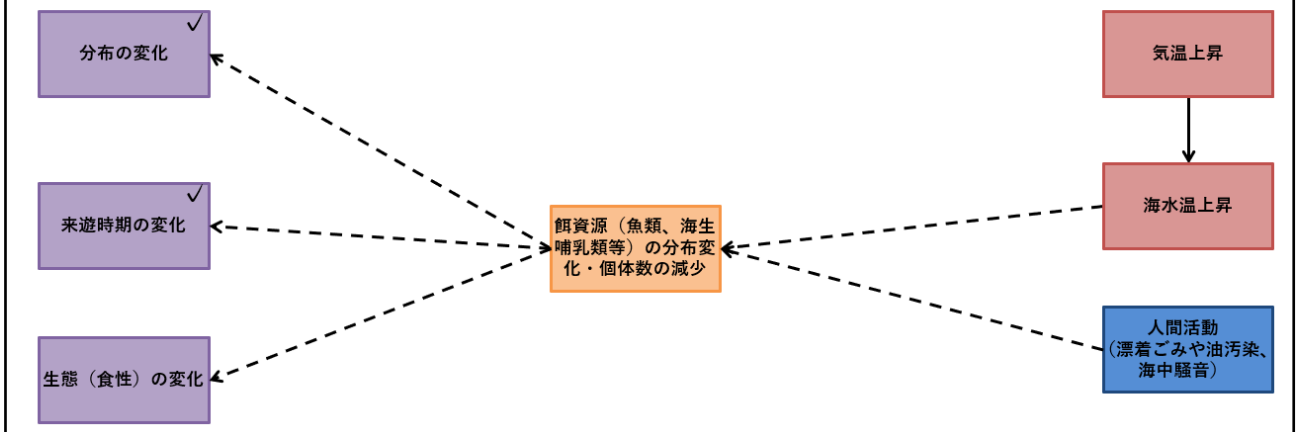 分布の変化
気温上昇
来遊時期の変化
餌資源（魚類、海生
哺乳類等）の分布変
化・個体数の減少
海水温上昇
生態（食性）の変化
人間活動
（漂着ごみや油汚染、
海中騒音）